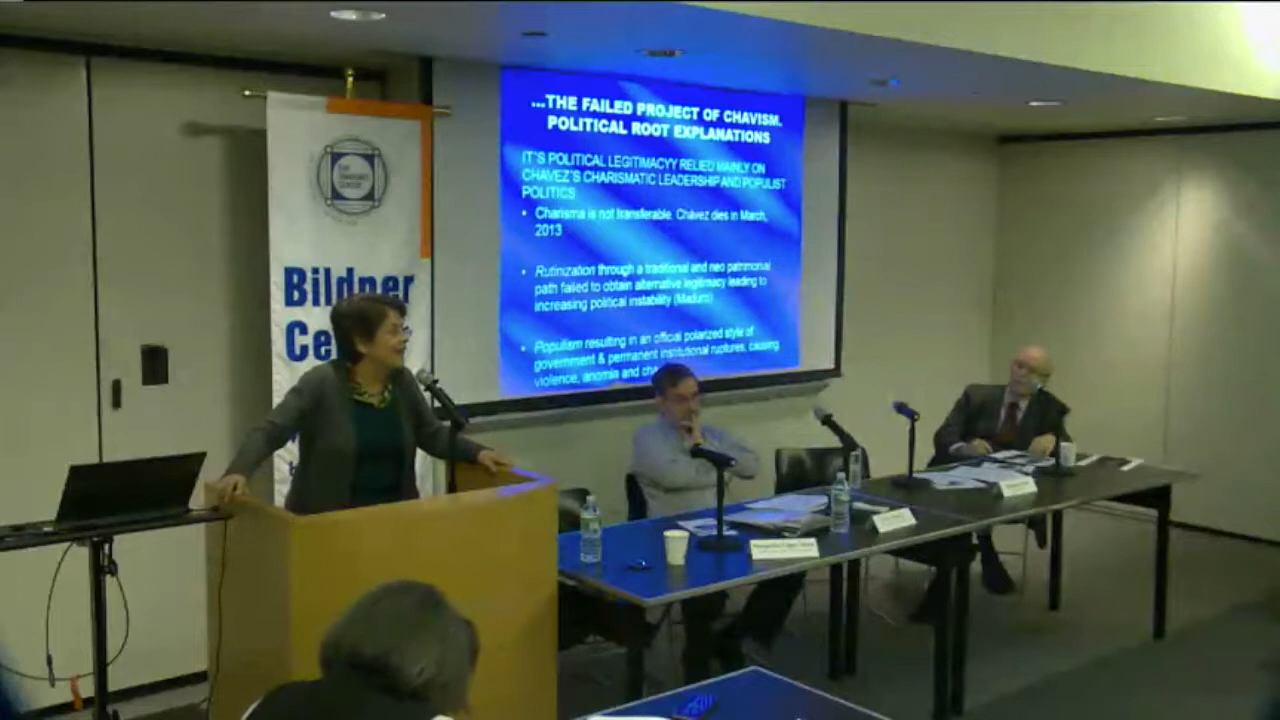 ...THE FAILED PROJECT OF CHAVISM.
POLITICAL ROOT EXPLANATIONS
IT'S POLITICAL LEGITIMACYY RELIED MAINLY ON
CHAVEZ'S CHARISMATIC LEADERSHIP AND POPULIST
POLITICS
• Charisma is not transferable. Chávez dies in March,
2013
• Rutinization through a traditional and neo patrimonial
path failed to obtain alternative legitimacy leading to
increasing political instability (Maduro)
• Populism resulting in an official polarized style of
government & permanent institutional ruptures, causing
violence, anomia and
Bildner
Ce